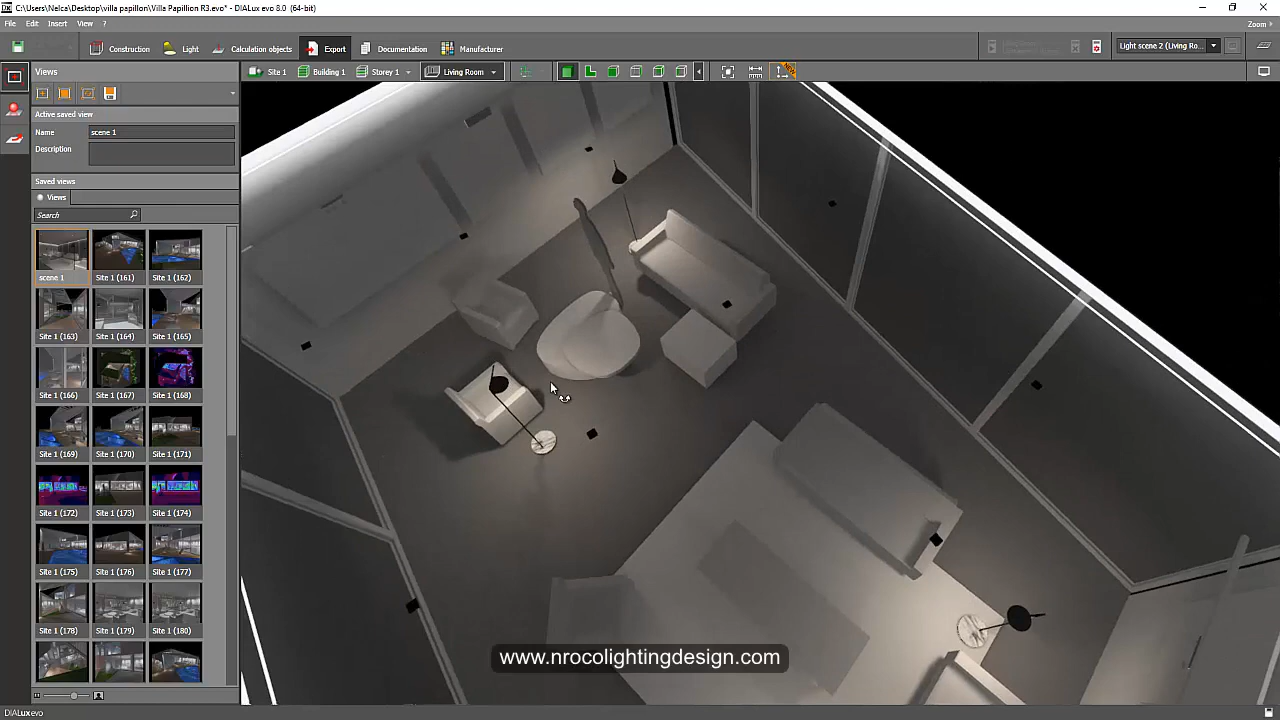 C:\Users\Nelca\Desktop\villa papillon\Villa Papillion R3.evo* - DIALux evo 8.0 (64-bit)
File Edit Insert View ? Zoom
Construction Light Calculation objects Export Documentation Manufacturer Light scene 2 (Living Ro...
Views Site 1 Building 1 Storey 1 Living Room
Active saved view
Name scene 1
Description
Saved views
Views
Search
scene 1 Site 1 (161) Site 1 (162)
Site 1 (163) Site 1 (164) Site 1 (165)
Site 1 (166) Site 1 (167) Site 1 (168)
Site 1 (169) Site 1 (170) Site 1 (171)
Site 1 (172) Site 1 (173) Site 1 (174)
Site 1 (175) Site 1 (176) Site 1 (177)
Site 1 (178) Site 1 (179) Site 1 (180)
www.nrocolightingdesign.com
DIALux evo